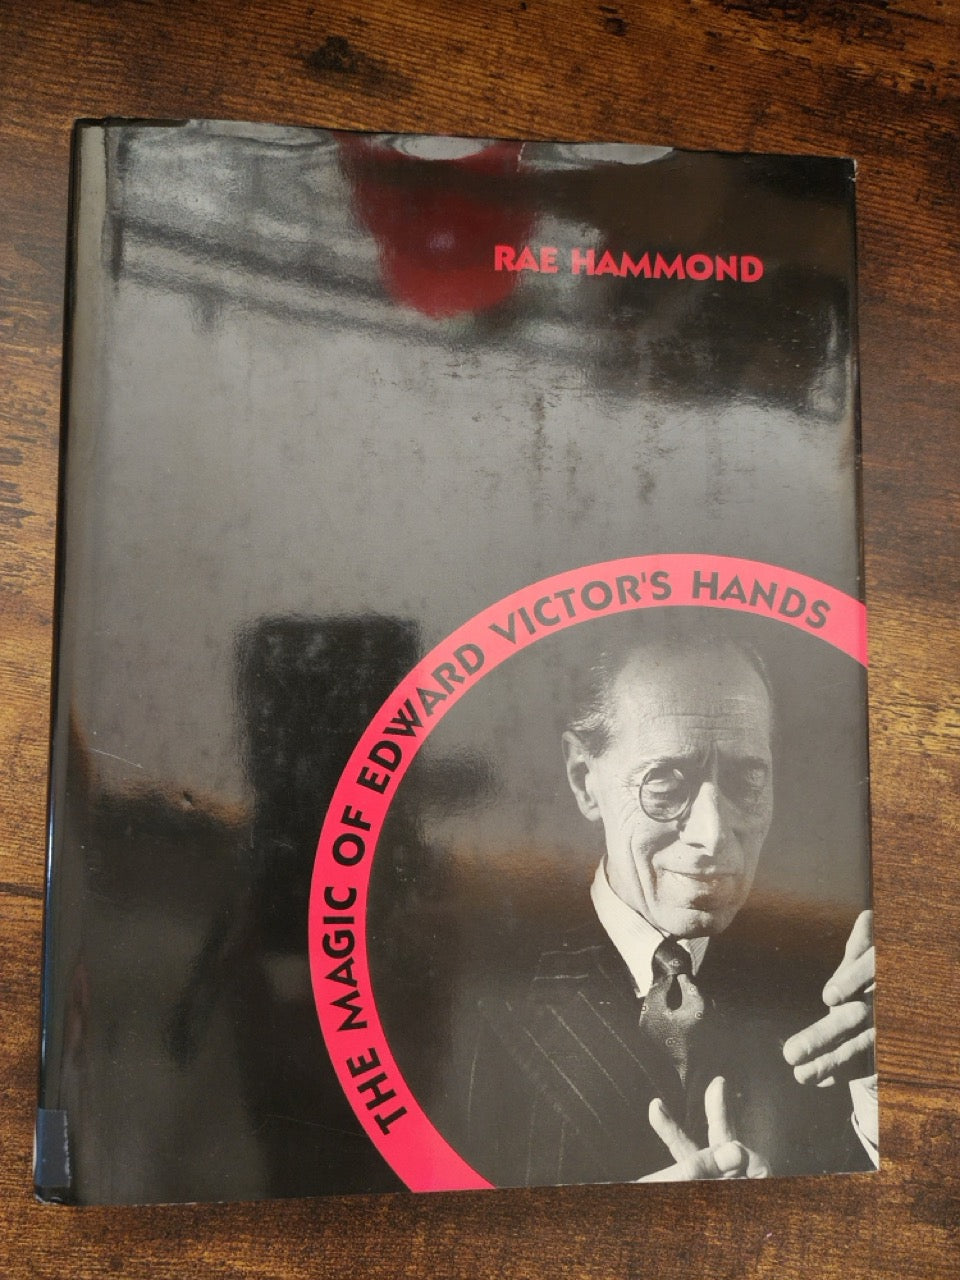 RAE HAMMOND
THE MAGIC OF EDWARD VICTOR'S HANDS